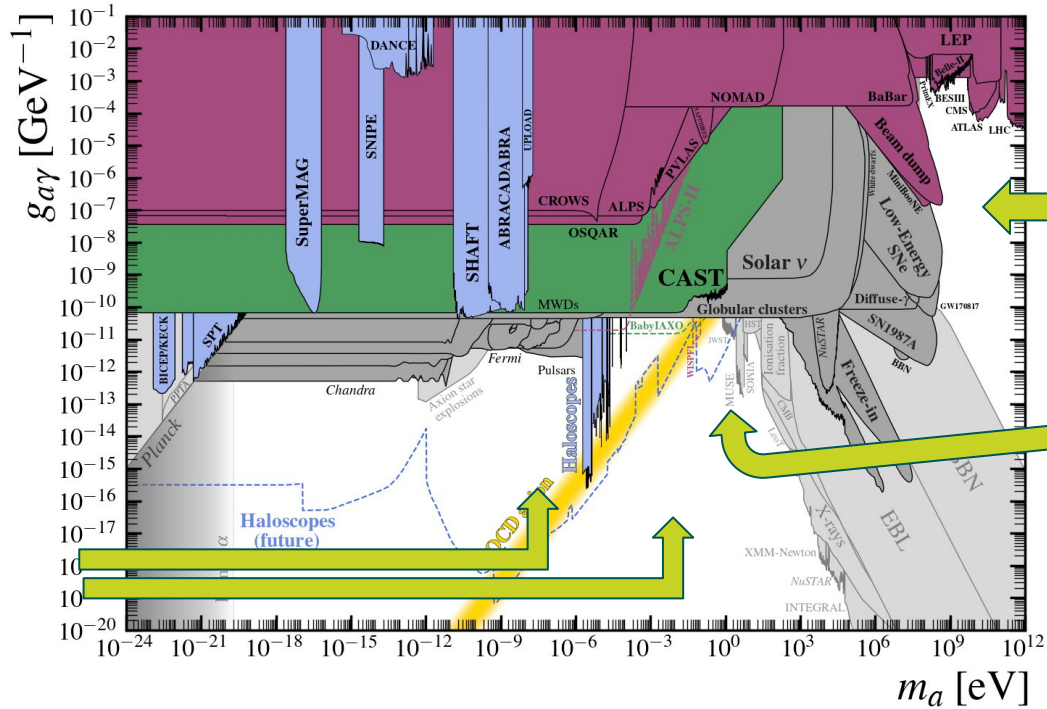 g_{aγ} [GeV^{−1}]
10^{−1}
10^{−2}
10^{−3}
10^{−4}
10^{−5}
10^{−6}
10^{−7}
10^{−8}
10^{−9}
10^{−10}
10^{−11}
10^{−12}
10^{−13}
10^{−14}
10^{−15}
10^{−16}
10^{−17}
10^{−20}
DANCE
SNIPE
SuperMAG
SHAFT
ABRACADABRA
UPLOAD
CROWS
ALPS
OSQAR
PVLAS
ALPS-II
NOMAD
BaBar
LEP
Belle-II
PrimEX
BESIII
CMS
ATLAS
LHC
Beam dump
MiniBooNE
White dwarfs
Low-Energy
SNe
Solar ν
CAST
MWDs
Globular clusters
Diffuse-γ
GW170817
SN1987A
BBN
BICEP/KECK
SPT
PPTA
Planck
Chandra
Fermi
Axion star
explosions
Pulsars
BabyIAXO
Haloscopes
JWST
HST
MUSE
Ionisation
fraction
CMB
LeoT
NuSTAR
Freeze-in
X-rays
XMM-Newton
NuSTAR
INTEGRAL
EBL
BBN
QCD axion
Haloscopes
(future)
10^{−24}
10^{−21}
10^{−18}
10^{−15}
10^{−12}
10^{−9}
10^{−6}
10^{−3}
10^{0}
10^{3}
10^{6}
10^{9}
10^{12}
m_a [eV]